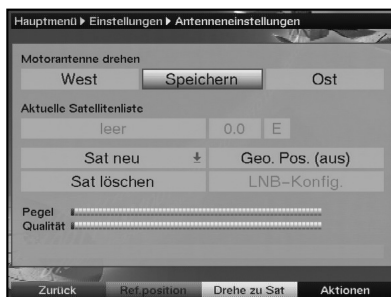 Hauptmenü ▶ Einstellungen ▶ Antenneneinstellungen
Motorantenne drehen
West Speichern Ost
Aktuelle Satellitenliste
leer 0.0 E
Sat neu Geo. Pos. (aus)
Sat löschen LNB-Konfig.
Pegel
Qualität
Zurück Ref.position Drehe zu Sat Aktionen